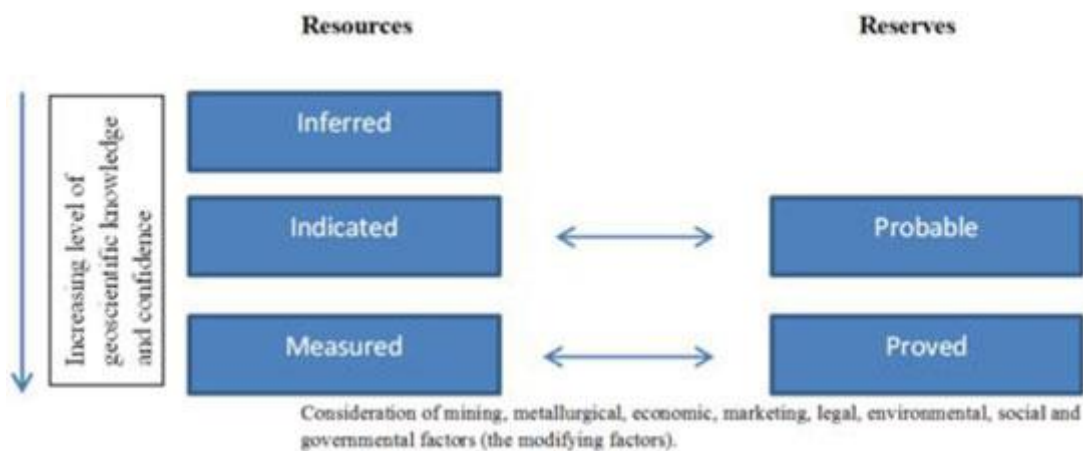 Resources
Reserves
Increasing level of
geoscientific knowledge
and confidence
Inferred
Indicated
Probable
Measured
Proved
Consideration of mining, metallurgical, economic, marketing, legal, environmental, social and
governmental factors (the modifying factors).